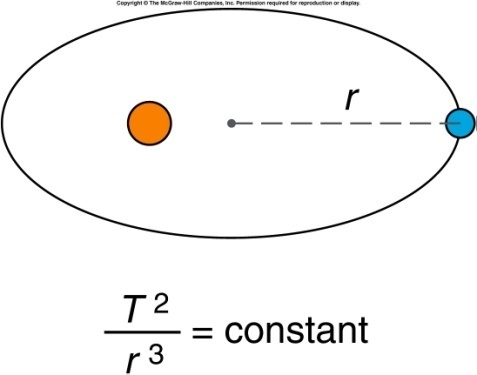 Copyright © The McGraw-Hill Companies, Inc. Permission required for reproduction or display.
r
T² / r³ = constant